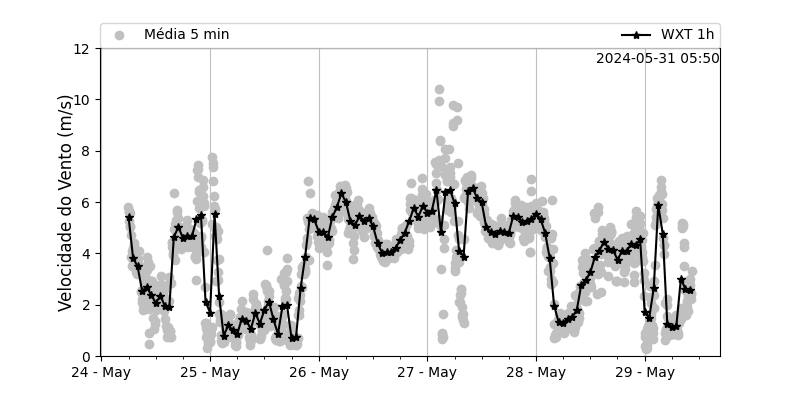 Média 5 min
WXT 1h
2024-05-31 05:50
Velocidade do Vento (m/s)
12
10
8
6
4
2
0
24 - May
25 - May
26 - May
27 - May
28 - May
29 - May